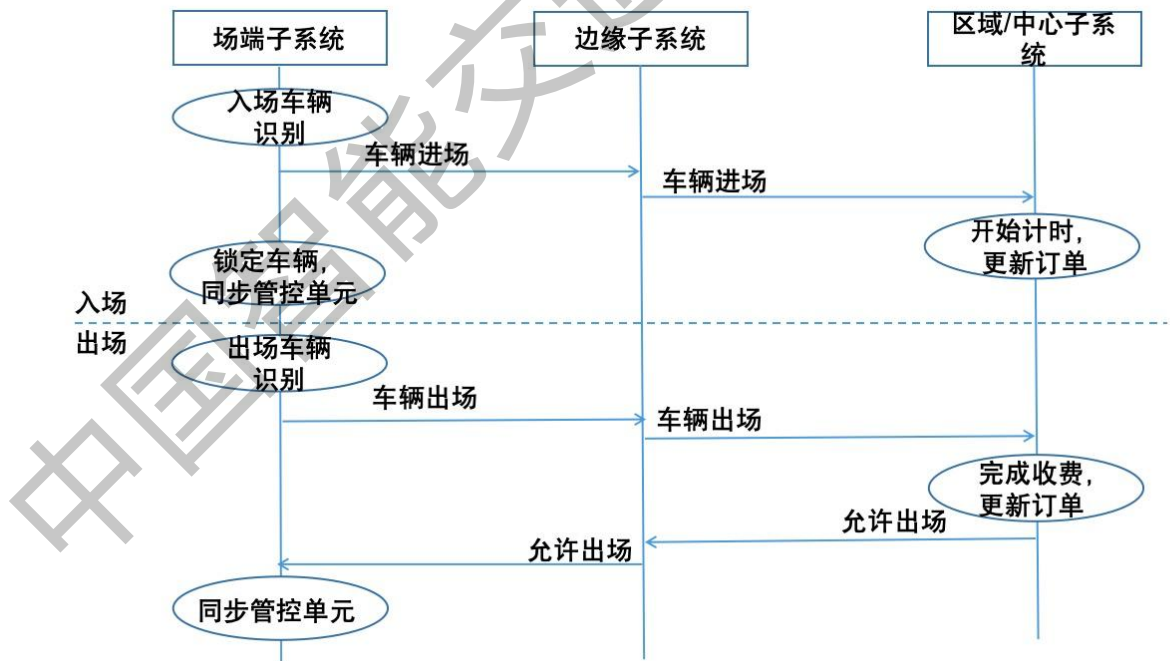 场端子系统
边缘子系统
区域/中心子系
统
入场车辆
识别
车辆进场
车辆进场
开始计时，
更新订单
锁定车辆，
同步管控单元
入场
出场
出场车辆
识别
车辆出场
车辆出场
完成收费，
更新订单
允许出场
允许出场
同步管控单元
中国智能交